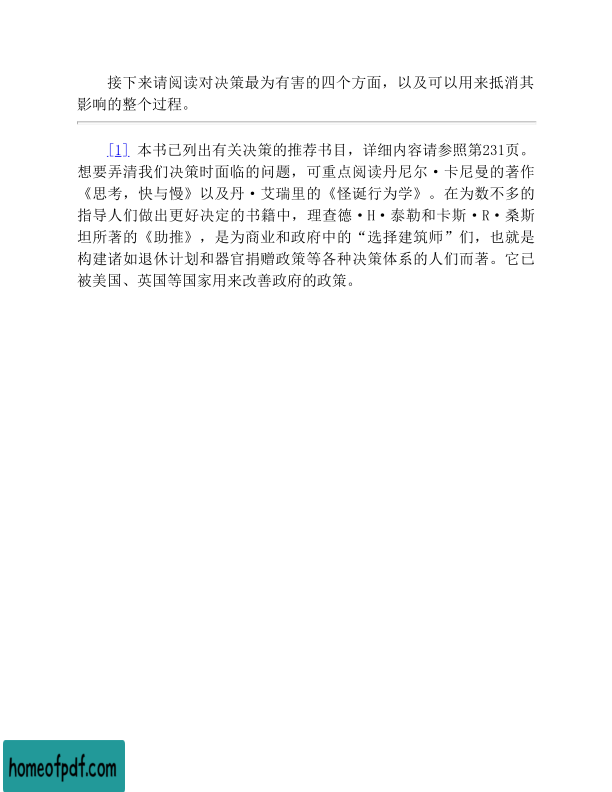 接下来请阅读对决策最为有害的四个方面，以及可以用来抵消其
影响的整个过程。
[1] 本书已列出有关决策的推荐书目，详细内容请参照第231页。
想要弄清我们决策时面临的问题，可重点阅读丹尼尔·卡尼曼的著作
《思考，快与慢》以及丹·艾瑞里的《怪诞行为学》。在为数不多的
指导人们做出更好决定的书籍中，理查德·H·泰勒和卡斯·R·桑斯
坦所著的《助推》，是为商业和政府中的“选择建筑师”们，也就是
构建诸如退休计划和器官捐赠政策等各种决策体系的人们而著。它已
被美国、英国等国家用来改善政府的政策。
homeofpdf.com